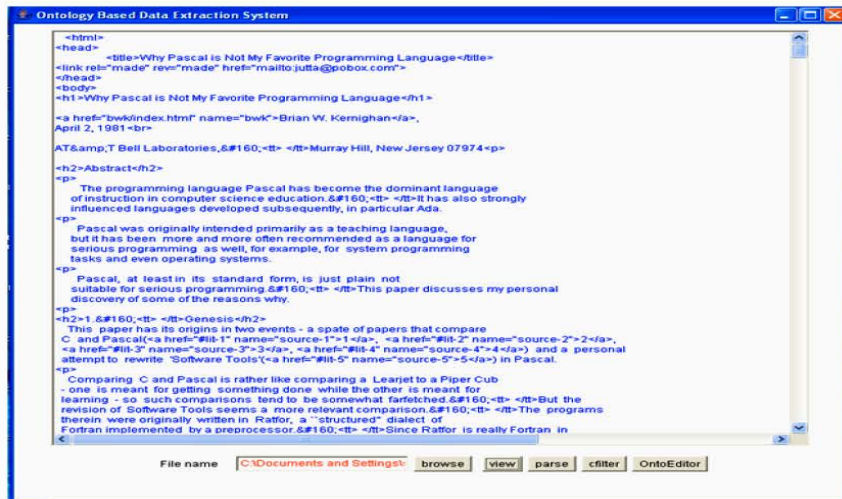 Ontology Based Data Extraction System
<html>
<head>
<title>Why Pascal is Not My Favorite Programming Language</title>
<link rel="made" rev="made" href="mailto:jutta@pobox.com">
</head>
<body>
<h1>Why Pascal is Not My Favorite Programming Language</h1>
<a href="bwk/index.html" name="bwk">Brian W. Kernighan</a>,
April 2, 1981<br>
AT&amp;T Bell Laboratories,&#160;<tt> </tt>Murray Hill, New Jersey 07974<p>
<h2>Abstract</h2>
<p>
The programming language Pascal has become the dominant language
of instruction in computer science education.&#160;<tt> </tt>It has also strongly
influenced languages developed subsequently, in particular Ada.
<p>
Pascal was originally intended primarily as a teaching language,
but it has been more and more often recommended as a language for
serious programming as well, for example, for system programming
tasks and even operating systems.
<p>
Pascal, at least in its standard form, is just plain not
suitable for serious programming.&#160;<tt> </tt>This paper discusses my personal
discovery of some of the reasons why.
<p>
<h2>1.&#160;<tt> </tt>Genesis</h2>
This paper has its origins in two events - a spate of papers that compare
C and Pascal(<a href="#lit-1" name="source-1">1</a>, <a href="#lit-2" name="source-2">2</a>,
<a href="#lit-3" name="source-3">3</a>, <a href="#lit-4" name="source-4">4</a>) and a personal
attempt to rewrite 'Software Tools'(<a href="#lit-5" name="source-5">5</a>) in Pascal.
<p>
Comparing C and Pascal is rather like comparing a Learjet to a Piper Cub
- one is meant for getting something done while the other is meant for
learning - so such comparisons tend to be somewhat farfetched.&#160;<tt> </tt>But the
revision of Software Tools seems a more relevant comparison.&#160;<tt> </tt>The programs
therein were originally written in Ratfor, a ``structured'' dialect of
Fortran implemented by a preprocessor.&#160;<tt> </tt>Since Ratfor is really Fortran in
File name C:\Documents and Settings\ browse view parse cfilter OntoEditor